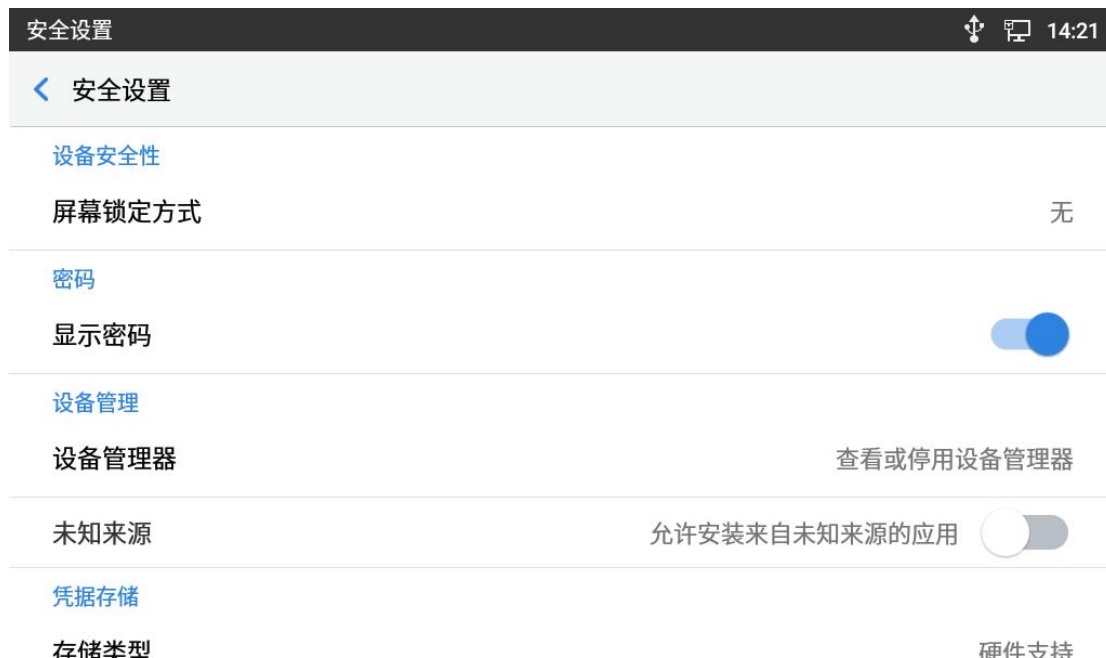 安全设置 14:21
安全设置
设备安全性
屏幕锁定方式 无
密码
显示密码
设备管理
设备管理器 查看或停用设备管理器
未知来源 允许安装来自未知来源的应用
凭据存储
存储类型 硬件支持